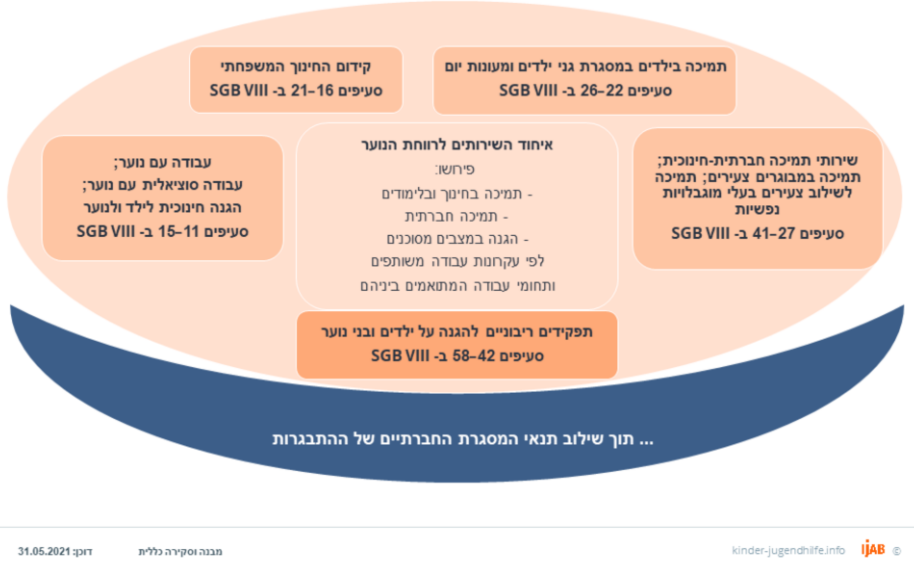 קידום החינוך המשפחתי
סעיפים 16–21 ב- SGB VIII
תמיכה בילדים במסגרת גני ילדים ומעונות יום
סעיפים 22–26 ב- SGB VIII
עבודה עם נוער;
עבודה סוציאלית עם נוער;
הגנה חינוכית לילד ולנוער
סעיפים 11–15 ב- SGB VIII
איחוד השירותים לרווחת הנוער
פירושו:
- תמיכה בחינוך ובלימודים
- תמיכה חברתית
- הגנה במצבים מסוכנים
לפי עקרונות עבודה משותפים
ותחומי עבודה המתואמים ביניהם
שירותי תמיכה חברתית-חינוכית;
תמיכה במבוגרים צעירים; תמיכה
לשילוב צעירים בעלי מוגבלויות
נפשיות
סעיפים 27–41 ב- SGB VIII
תפקידים ריבוניים להגנה על ילדים ובני נוער
סעיפים 42–58 ב- SGB VIII
... תוך שילוב תנאי המסגרת החברתיים של ההתבגרות
© ijAB kinder-jugendhilfe.info
מבנה וסקירה כללית
דוכן: 31.05.2021